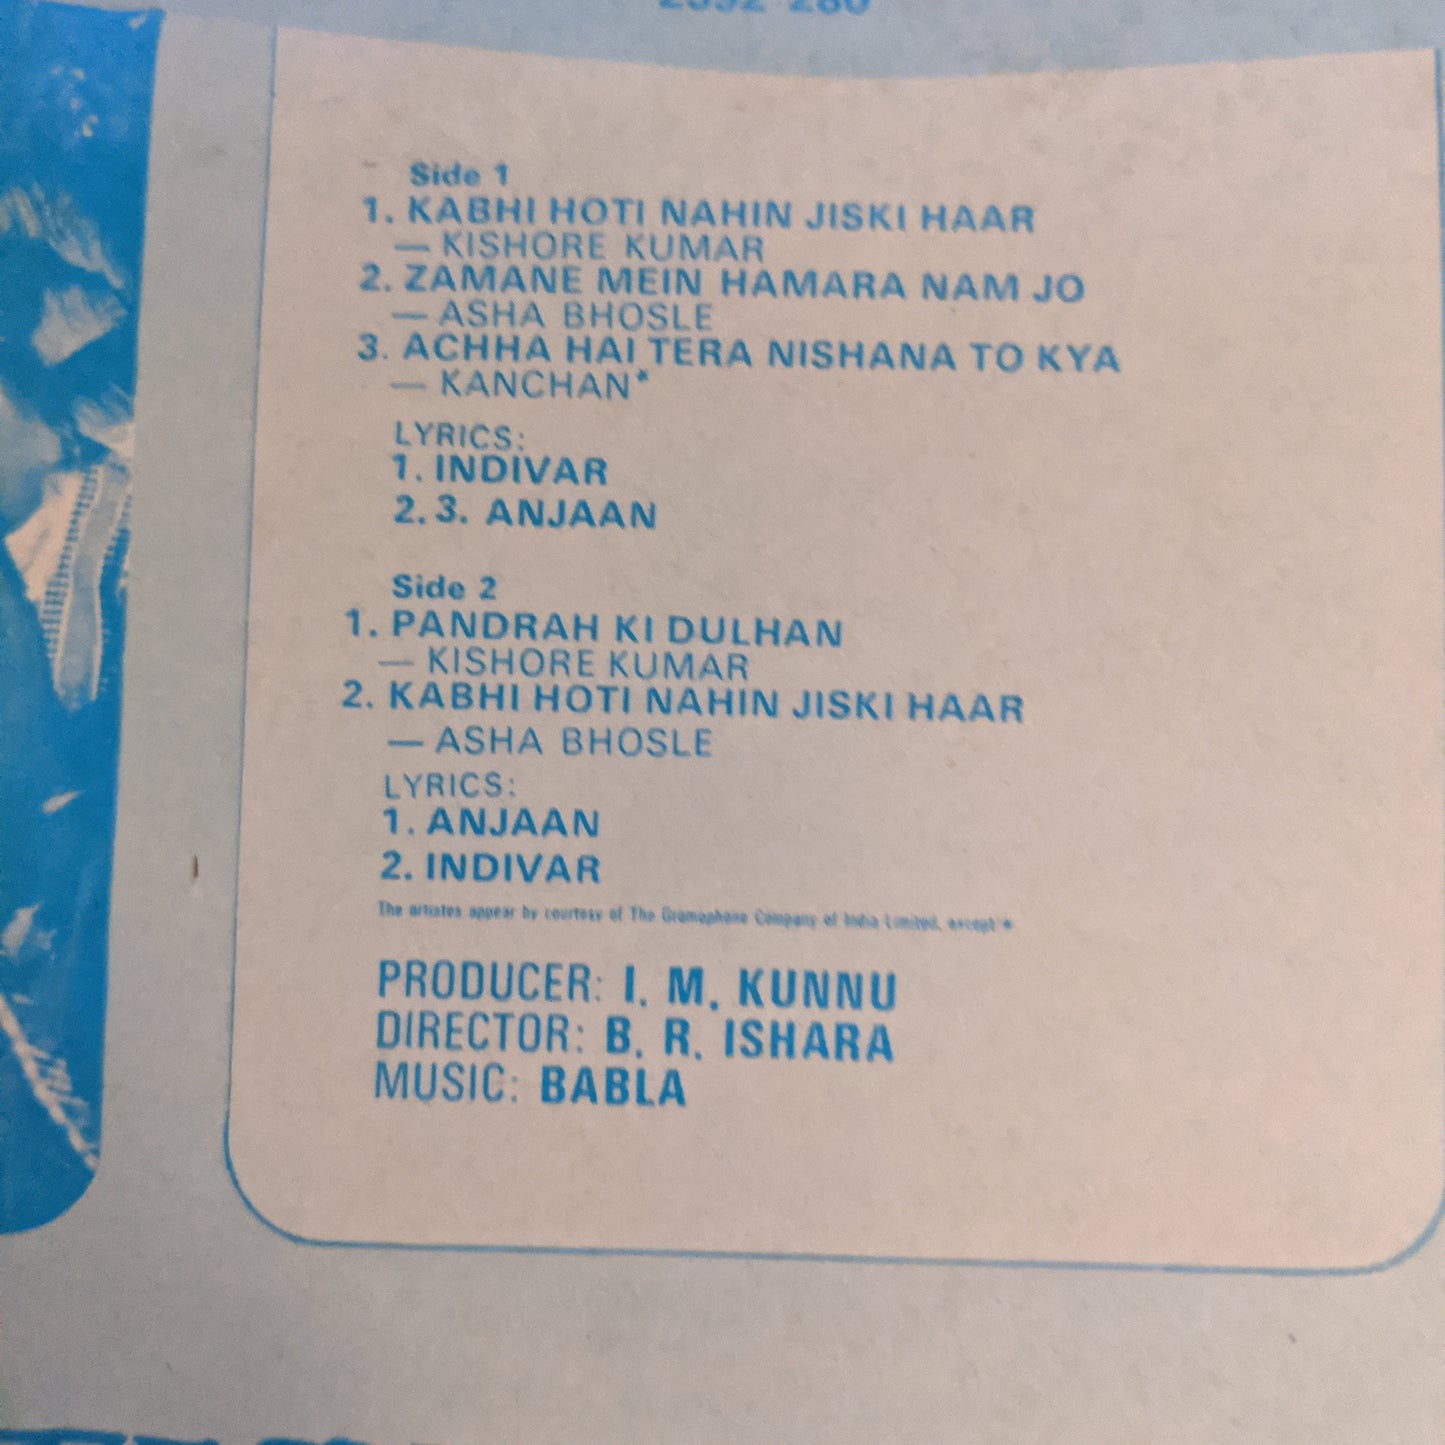 2392 280
Side 1
1. KABHI HOTI NAHIN JISKI HAAR
— KISHORE KUMAR
2. ZAMANE MEIN HAMARA NAM JO
— ASHA BHOSLE
3. ACHHA HAI TERA NISHANA TO KYA
— KANCHAN*
LYRICS:
1. INDIVAR
2. 3. ANJAAN
Side 2
1. PANDRAH KI DULHAN
— KISHORE KUMAR
2. KABHI HOTI NAHIN JISKI HAAR
— ASHA BHOSLE
LYRICS:
1. ANJAAN
2. INDIVAR
The artistes appear by courtesy of The Gramophone Company of India Limited, except *
PRODUCER: I. M. KUNNU
DIRECTOR: B. R. ISHARA
MUSIC: BABLA